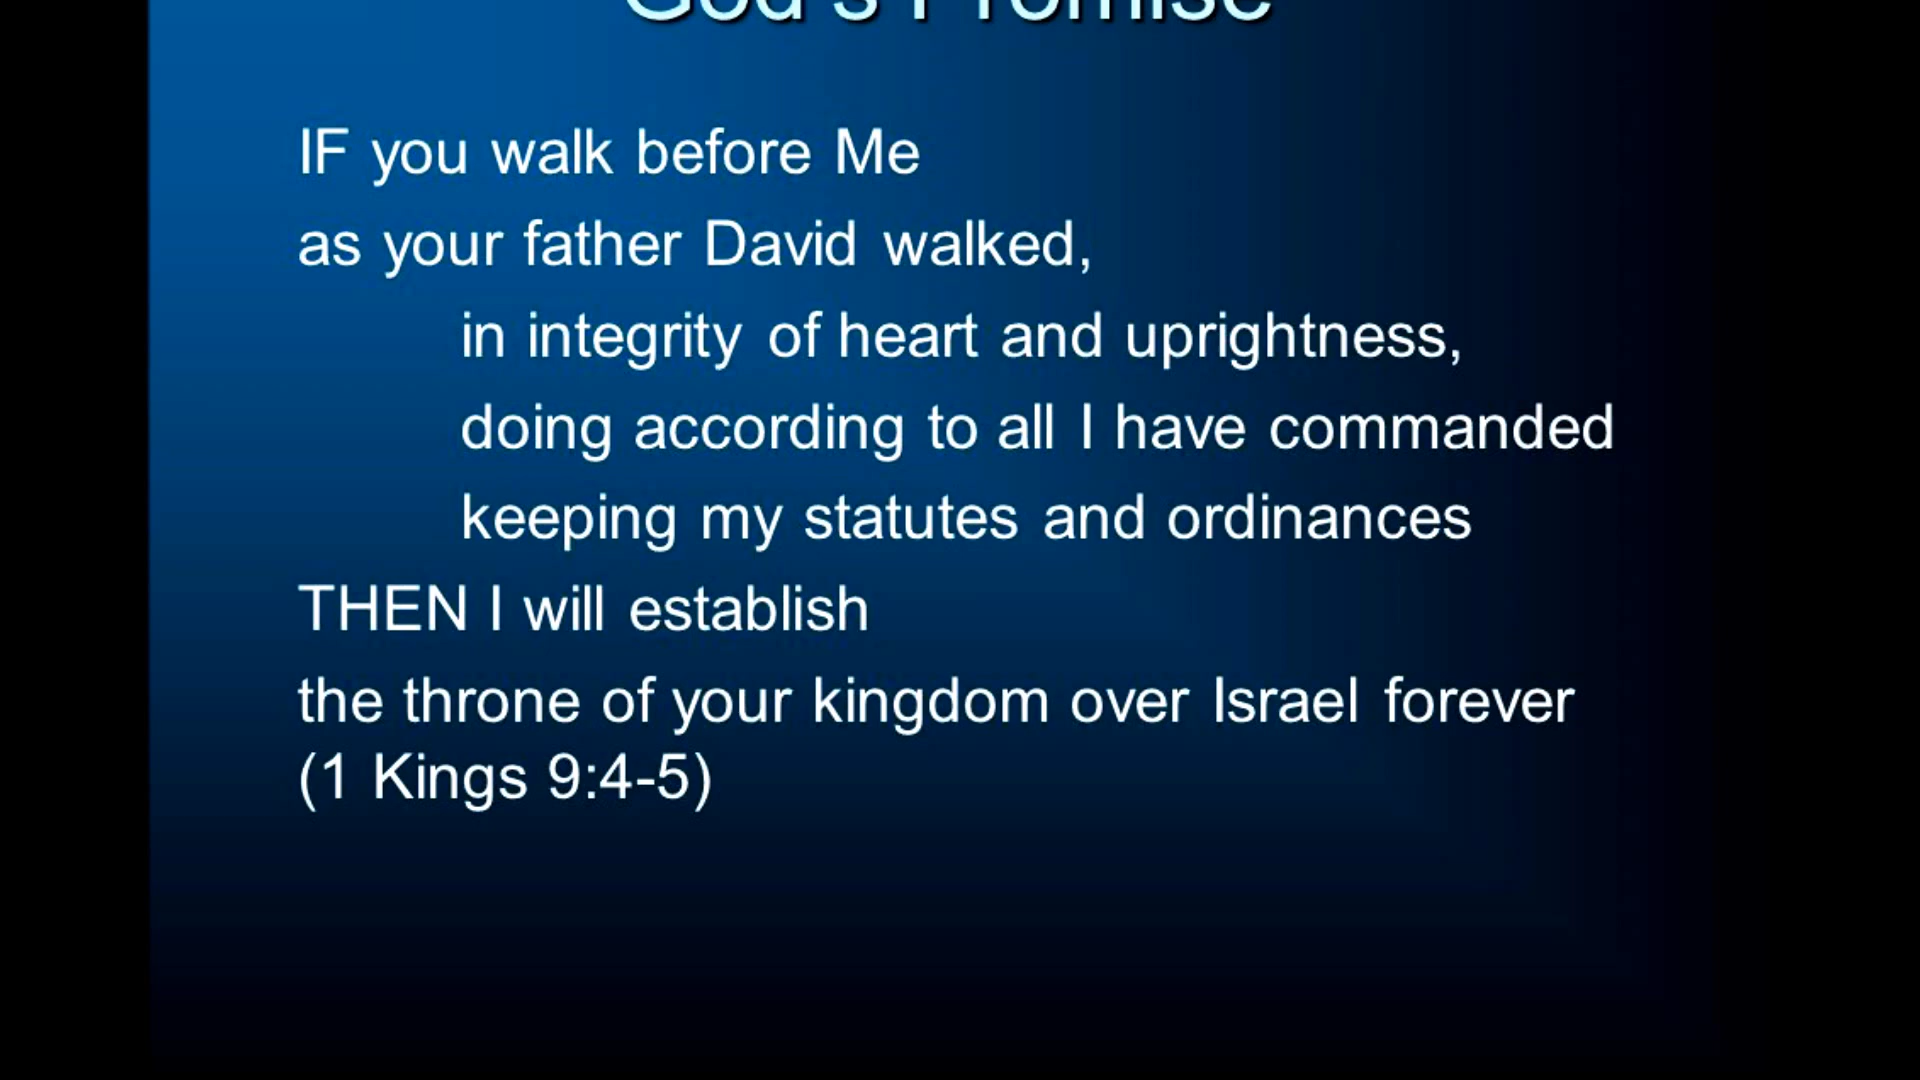 God's Promise
IF you walk before Me
as your father David walked,
in integrity of heart and uprightness,
doing according to all I have commanded
keeping my statutes and ordinances
THEN I will establish
the throne of your kingdom over Israel forever
(1 Kings 9:4-5)